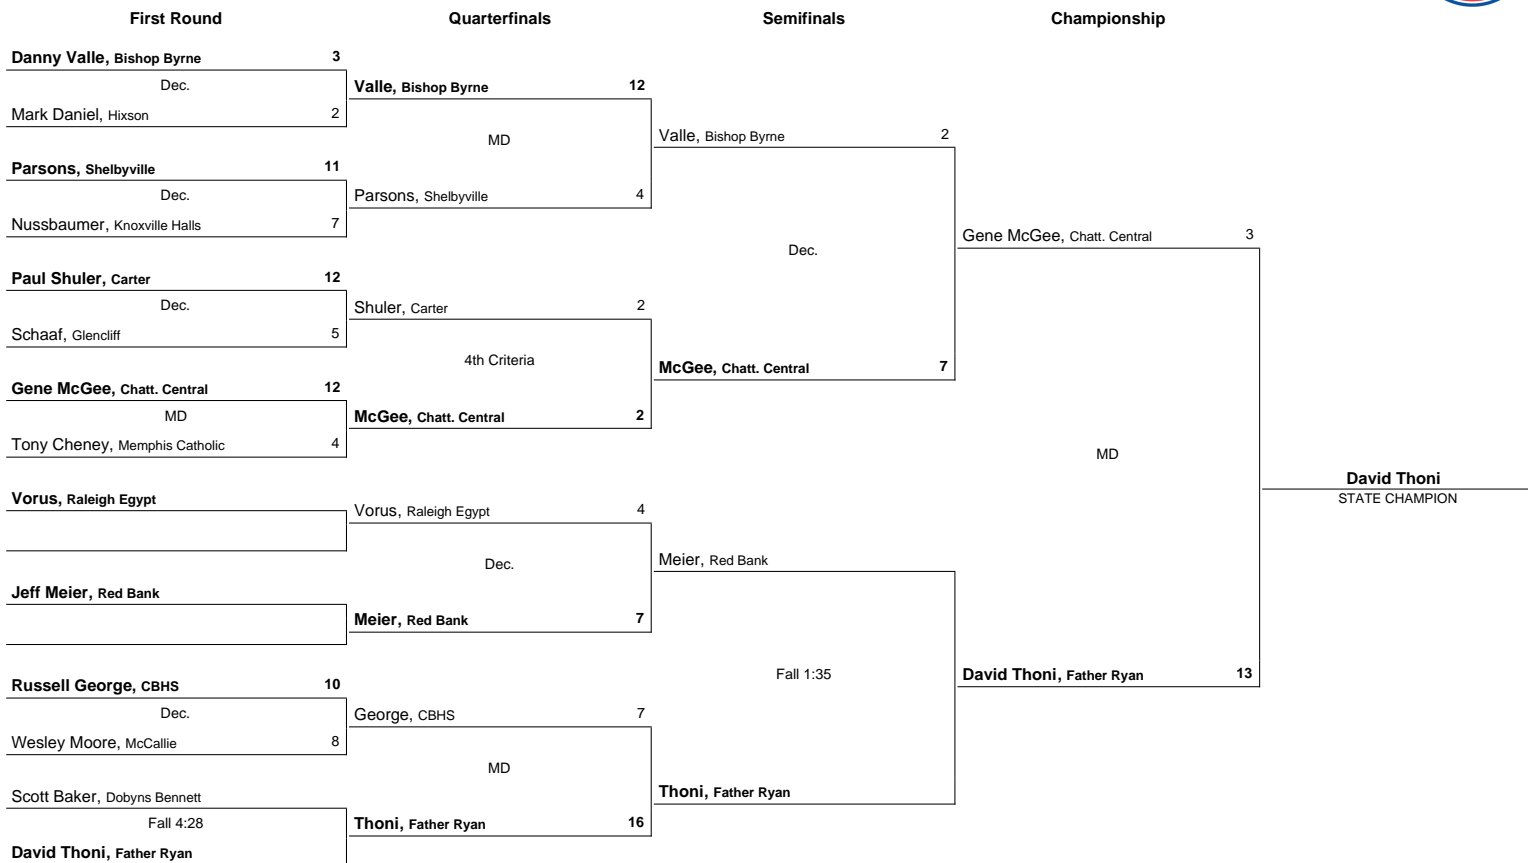 First Round Quarterfinals Semifinals Championship
Danny Valle, Bishop Byrne 3
Dec.
Valle, Bishop Byrne 12
Mark Daniel, Hixson 2
MD
Valle, Bishop Byrne 2
Parsons, Shelbyville 11
Dec.
Parsons, Shelbyville 4
Nussbaumer, Knoxville Halls 7
Gene McGee, Chatt. Central 3
Dec.
Paul Shuler, Carter 12
Dec.
Shuler, Carter 2
Schaaf, Glencliff 5
4th Criteria
McGee, Chatt. Central 7
Gene McGee, Chatt. Central 12
MD
McGee, Chatt. Central 2
Tony Cheney, Memphis Catholic 4
MD
David Thoni
STATE CHAMPION
Vorus, Raleigh Egypt
Vorus, Raleigh Egypt 4
Dec.
Meier, Red Bank
Jeff Meier, Red Bank
Meier, Red Bank 7
Fall 1:35
David Thoni, Father Ryan 13
Russell George, CBHS 10
Dec.
George, CBHS 7
Wesley Moore, McCallie 8
MD
Thoni, Father Ryan
Scott Baker, Dobyns Bennett
Fall 4:28
Thoni, Father Ryan 16
David Thoni, Father Ryan